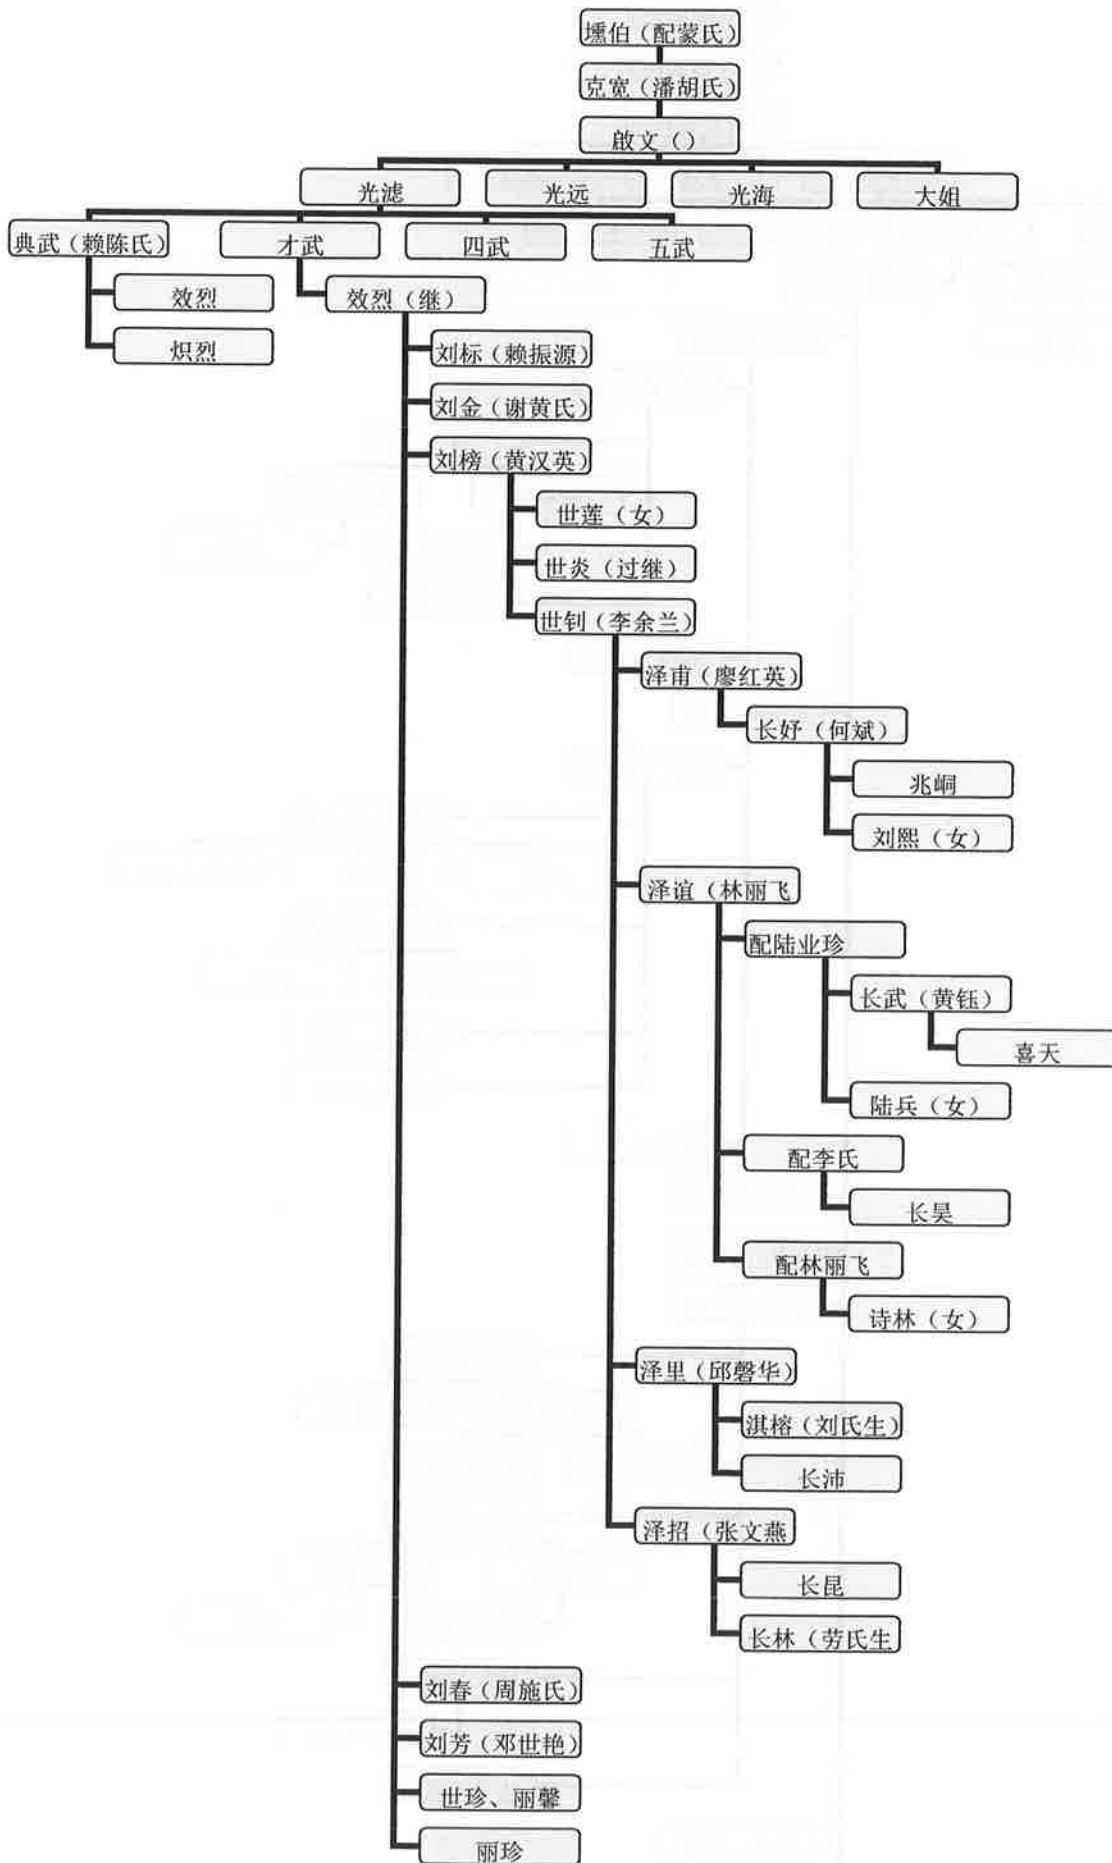 壎伯（配蒙氏）
克宽（潘胡氏）
啟文（）
光滤
光远
光海
大姐
典武（赖陈氏）
才武
四武
五武
效烈
效烈（继）
炽烈
刘标（赖振源）
刘金（谢黄氏）
刘榜（黄汉英）
世莲（女）
世炎（过继）
世钊（李余兰）
泽甫（廖红英）
长妤（何斌）
兆峒
刘熙（女）
泽谊（林丽飞
配陆业珍
长武（黄钰）
喜天
陆兵（女）
配李氏
长昊
配林丽飞
诗林（女）
泽里（邱磬华）
淇榕（刘氏生）
长沛
泽招（张文燕
长昆
长林（劳氏生
刘春（周施氏）
刘芳（邓世艳）
世珍、丽馨
丽珍